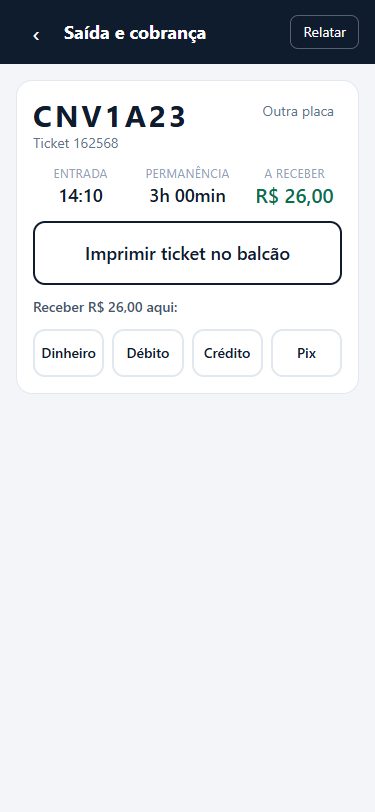 ‹ Saída e cobrança Relatar
CNV1A23 Outra placa
Ticket 162568
ENTRADA PERMANÊNCIA A RECEBER
14:10 3h 00min R$ 26,00
Imprimir ticket no balcão
Receber R$ 26,00 aqui:
Dinheiro Débito Crédito Pix